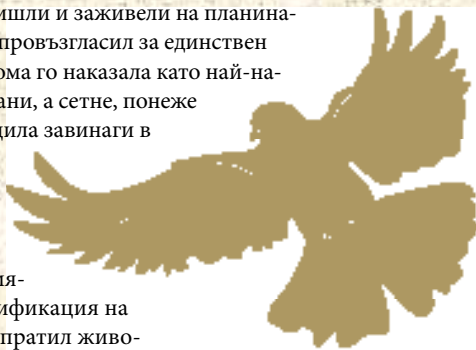 ишли и заживели на планина-
провъзгласил за единствен
ома го наказала като най-на-
ани, а сетне, понеже
дила завинаги в
ия-
ификация на
пратил живо-